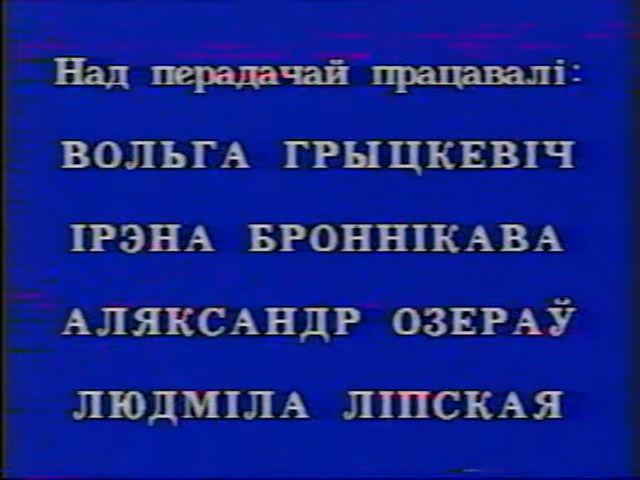 Над перадачай працавалі:
ВОЛЬГА ГРЫЦКЕВІЧ
ІРЭНА БРОННІКАВА
АЛЯКСАНДР ОЗЕРАЎ
ЛЮДМІЛА ЛІПСКАЯ